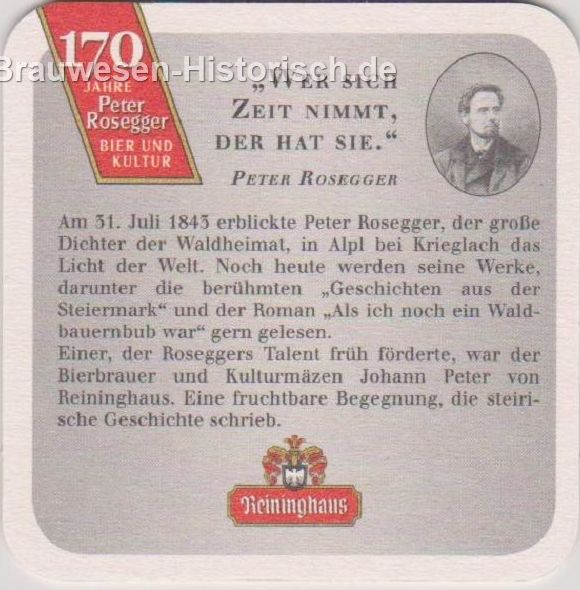 170
JAHRE
Peter
Rosegger
BIER UND
KULTUR
Brauwesen-Historisch.de
„WER SICH
ZEIT NIMMT,
DER HAT SIE.“
PETER ROSEGGER
Am 31. Juli 1843 erblickte Peter Rosegger, der große
Dichter der Waldheimat, in Alpl bei Krieglach das
Licht der Welt. Noch heute werden seine Werke,
darunter die berühmten „Geschichten aus der
Steiermark“ und der Roman „Als ich noch ein Wald-
bauernbub war“ gern gelesen.
Einer, der Roseggers Talent früh förderte, war der
Bierbrauer und Kulturmäzen Johann Peter von
Reininghaus. Eine fruchtbare Begegnung, die steiri-
sche Geschichte schrieb.
Reininghaus